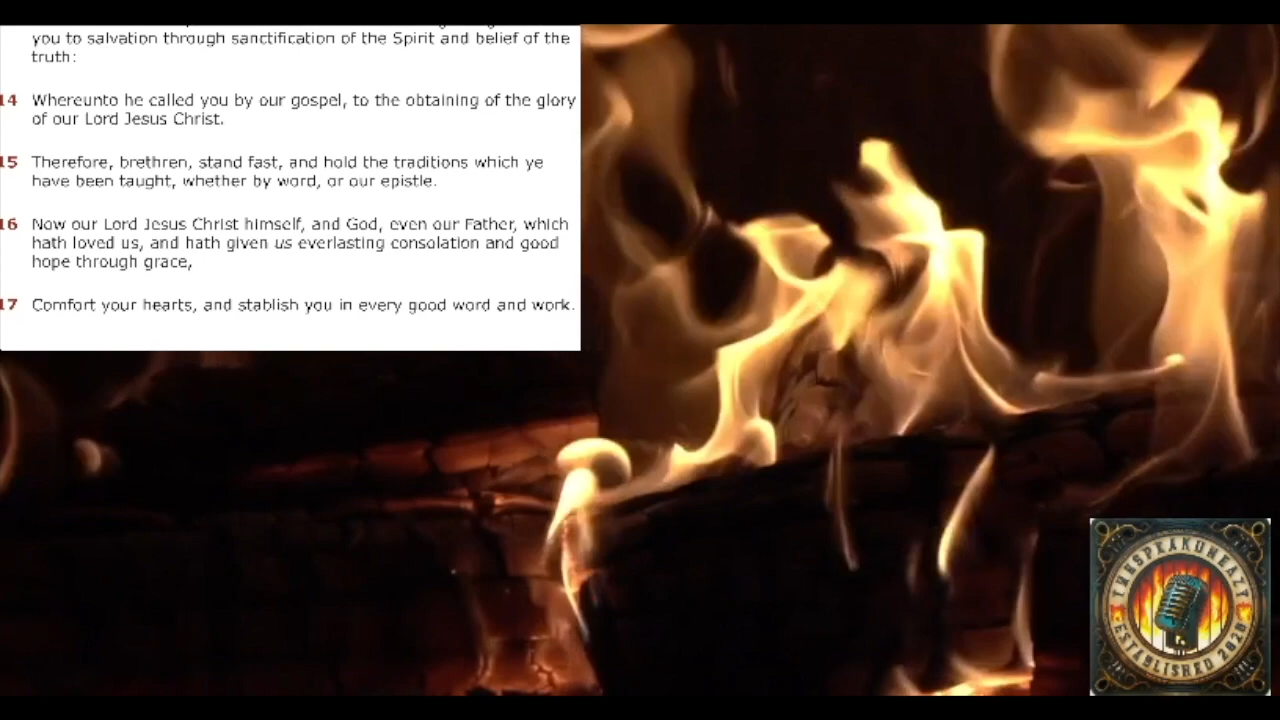 you to salvation through sanctification of the Spirit and belief of the
truth:
14 Whereunto he called you by our gospel, to the obtaining of the glory
of our Lord Jesus Christ.
15 Therefore, brethren, stand fast, and hold the traditions which ye
have been taught, whether by word, or our epistle.
16 Now our Lord Jesus Christ himself, and God, even our Father, which
hath loved us, and hath given us everlasting consolation and good
hope through grace,
17 Comfort your hearts, and stablish you in every good word and work.
ESTABLISHED 2020